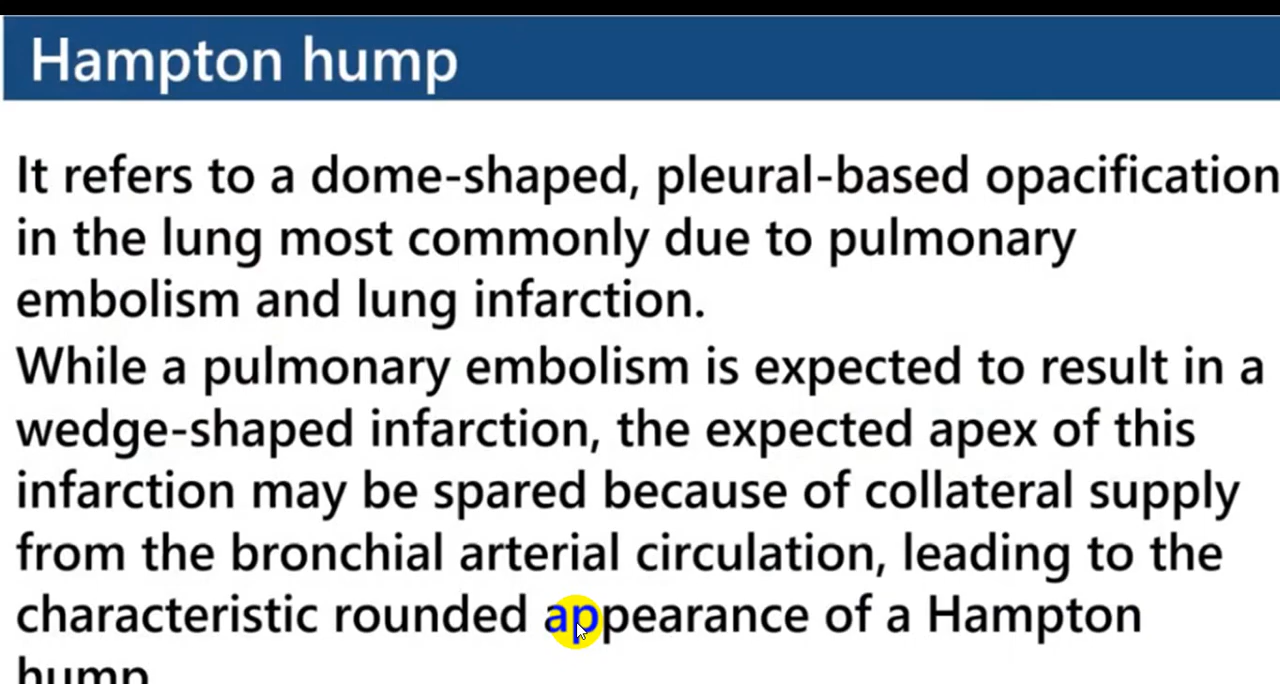 Hampton hump
It refers to a dome-shaped, pleural-based opacification
in the lung most commonly due to pulmonary
embolism and lung infarction.
While a pulmonary embolism is expected to result in a
wedge-shaped infarction, the expected apex of this
infarction may be spared because of collateral supply
from the bronchial arterial circulation, leading to the
characteristic rounded appearance of a Hampton
hump